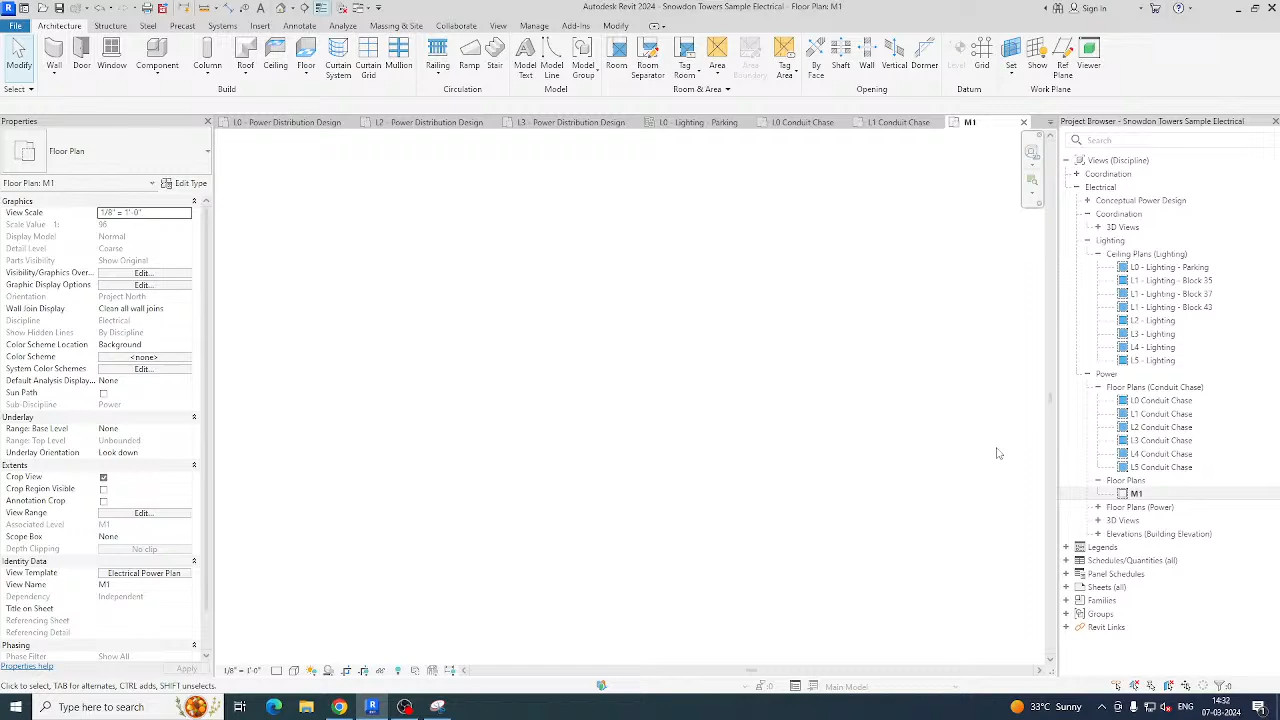 Autodesk Revit 2024 - Snowdon Towers Sample Electrical - Floor Plan: M1
Sign In
File Architecture Structure Steel Precast Systems Insert Annotate Analyze Massing & Site Collaborate View Manage Add-Ins Modify
Modify Wall Door Window Component Column Roof Ceiling Floor Curtain System Curtain Grid Mullion Railing Ramp Stair Model Text Model Line Model Group Room Room Separator Tag Room Area Area Boundary Tag Area By Face Shaft Wall Vertical Dormer Level Grid Set Show Ref Plane Viewer
Select Build Circulation Model Room & Area Opening Datum Work Plane
Properties
L0 - Power Distribution Design L2 - Power Distribution Design L3 - Power Distribution Design L0 - Lighting - Parking L0 Conduit Chase L1 Conduit Chase M1
Floor Plan
Floor Plan: M1 Edit Type
Graphics
View Scale 1/8" = 1'-0"
Scale Value 1: 96
Display Model Normal
Detail Level Coarse
Parts Visibility Show Original
Visibility/Graphics Over... Edit...
Graphic Display Options Edit...
Orientation Project North
Wall Join Display Clean all wall joins
Discipline Electrical
Show Hidden Lines By Discipline
Color Scheme Location Background
Color Scheme <none>
System Color Schemes Edit...
Default Analysis Display... None
Sun Path
Sub-Discipline Power
Underlay
Range: Base Level None
Range: Top Level Unbounded
Underlay Orientation Look down
Extents
Crop View
Crop Region Visible
Annotation Crop
View Range Edit...
Associated Level M1
Scope Box None
Depth Clipping No clip
Identity Data
View Template Electrical Power Plan
View Name M1
Dependency Independent
Title on Sheet
Referencing Sheet
Referencing Detail
Phasing
Phase Filter Show All
Properties help Apply
Project Browser - Snowdon Towers Sample Electrical
Search
Views (Discipline)
Coordination
Electrical
Conceptual Power Design
Coordination
3D Views
Lighting
Ceiling Plans (Lighting)
L0 - Lighting - Parking
L1 - Lighting - Block 35
L1 - Lighting - Block 37
L1 - Lighting - Block 43
L2 - Lighting
L3 - Lighting
L4 - Lighting
L5 - Lighting
Power
Floor Plans (Conduit Chase)
L0 Conduit Chase
L1 Conduit Chase
L2 Conduit Chase
L3 Conduit Chase
L4 Conduit Chase
L5 Conduit Chase
Floor Plans
M1
Floor Plans (Power)
3D Views
Elevations (Building Elevation)
Legends
Schedules/Quantities (all)
Panel Schedules
Sheets (all)
Families
Groups
Revit Links
1/8" = 1'-0"
Click to select, TAB for alternates, CTRL adds, SHIFT unselects. :0 Main Model :0
Type here to search
33°C Sunny
ENG
14:32
07-03-2024